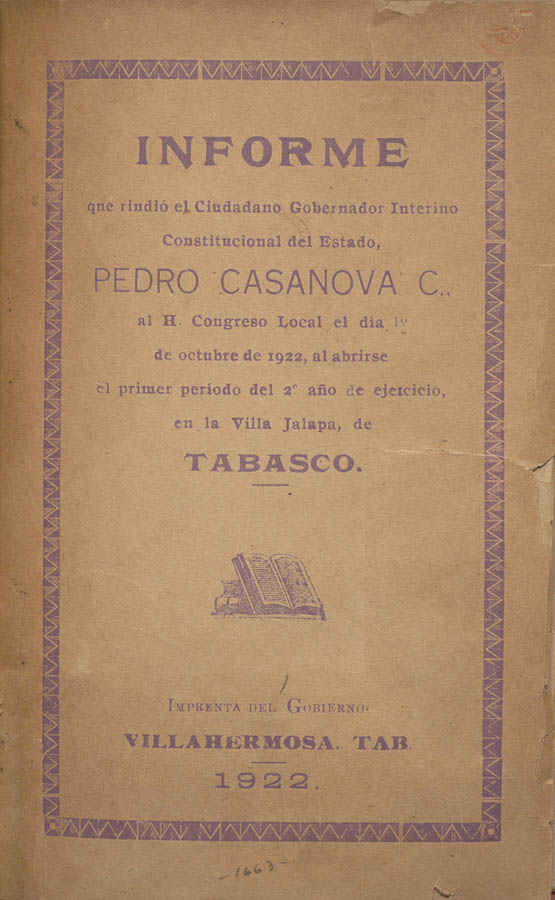 INFORME
que rindió el Ciudadano Gobernador Interino
Constitucional del Estado,
PEDRO CASANOVA C.,
al H. Congreso Local el día 1º
de octubre de 1922, al abrirse
el primer período del 2º año de ejercicio,
en la Villa Jalapa, de
TABASCO.
IMPRENTA DEL GOBIERNO.
VILLAHERMOSA. TAB.
1922.
-1663-